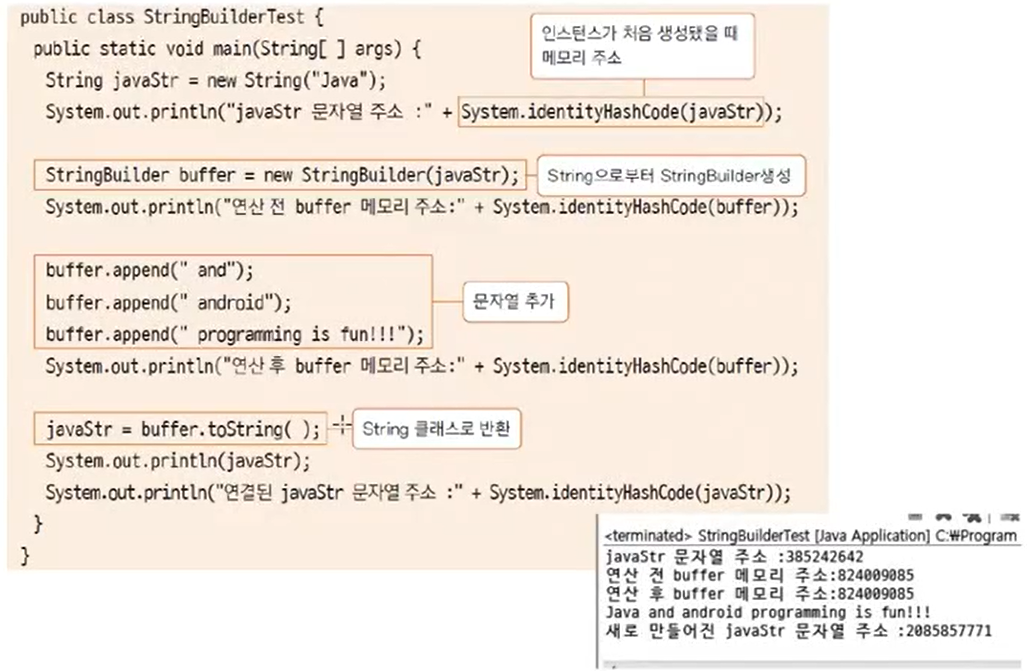 public class StringBuilderTest {
public static void main(String[ ] args) {
인스턴스가 처음 생성됐을 때
메모리 주소
String javaStr = new String("Java");
System.out.println("javaStr 문자열 주소 :" + System.identityHashCode(javaStr));
StringBuilder buffer = new StringBuilder(javaStr);
String으로부터 StringBuilder생성
System.out.println("연산 전 buffer 메모리 주소:" + System.identityHashCode(buffer));
buffer.append(" and");
buffer.append(" android");
buffer.append(" programming is fun!!!");
문자열 추가
System.out.println("연산 후 buffer 메모리 주소:" + System.identityHashCode(buffer));
javaStr = buffer.toString( );
String 클래스로 반환
System.out.println(javaStr);
System.out.println("연결된 javaStr 문자열 주소 :" + System.identityHashCode(javaStr));
}
}
<terminated> StringBuilderTest [Java Application] C:₩Program
javaStr 문자열 주소 :385242642
연산 전 buffer 메모리 주소:824009085
연산 후 buffer 메모리 주소:824009085
Java and android programming is fun!!!
새로 만들어진 javaStr 문자열 주소 :2085857771